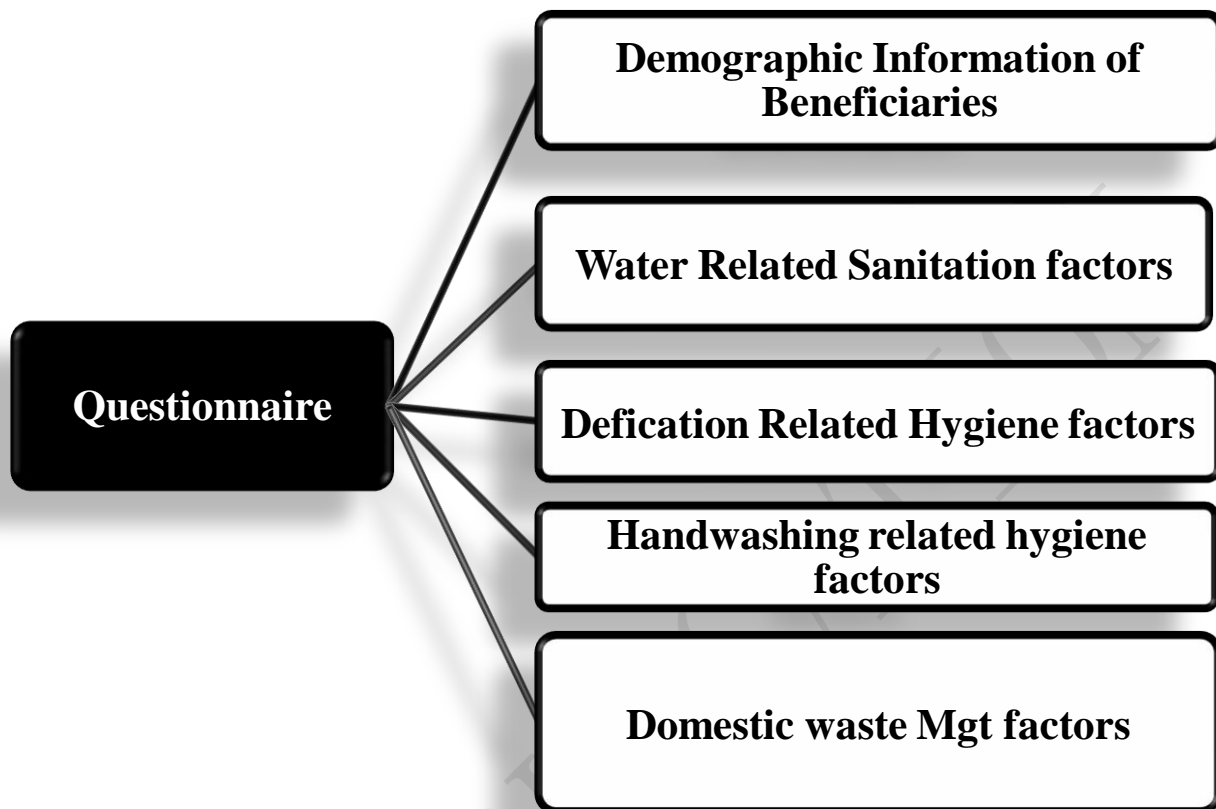 Demographic Information of
Beneficiaries
Water Related Sanitation factors
Questionnaire
Defication Related Hygiene factors
Handwashing related hygiene
factors
Domestic waste Mgt factors